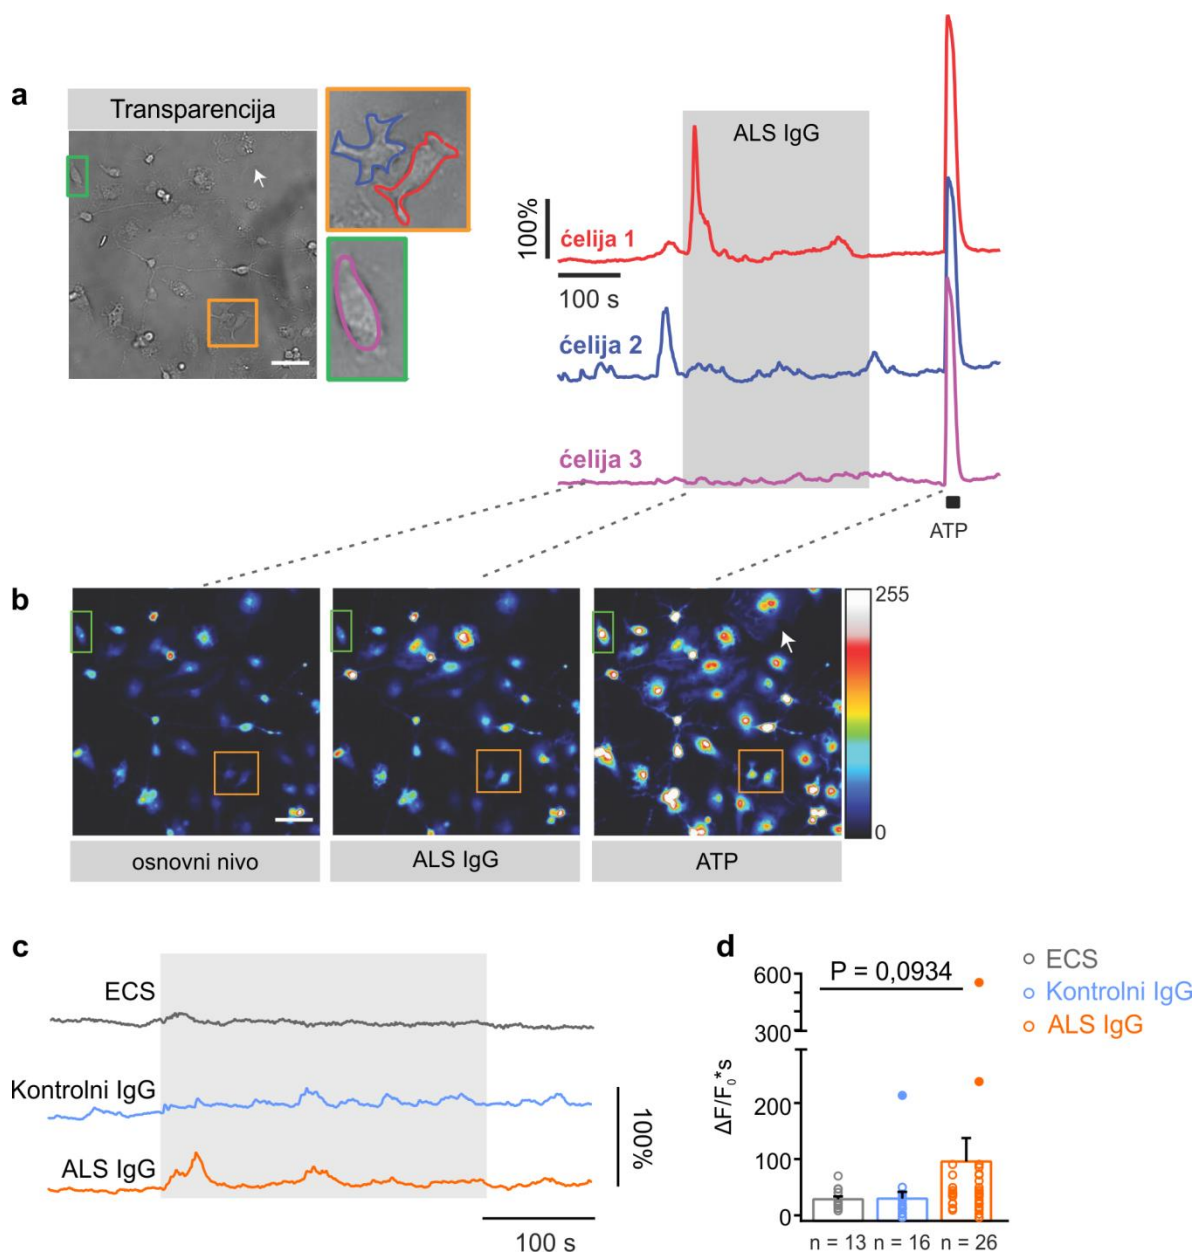 a
Transparencija
ALS IgG
100%
ćelija 1
100 s
ćelija 2
ćelija 3
ATP
b
255
0
osnovni nivo
ALS IgG
ATP
c
ECS
Kontrolni IgG
ALS IgG
100%
100 s
d
P = 0,0934
ECS
Kontrolni IgG
ALS IgG
600
300
200
100
0
ΔF/F₀*s
n = 13 n = 16 n = 26